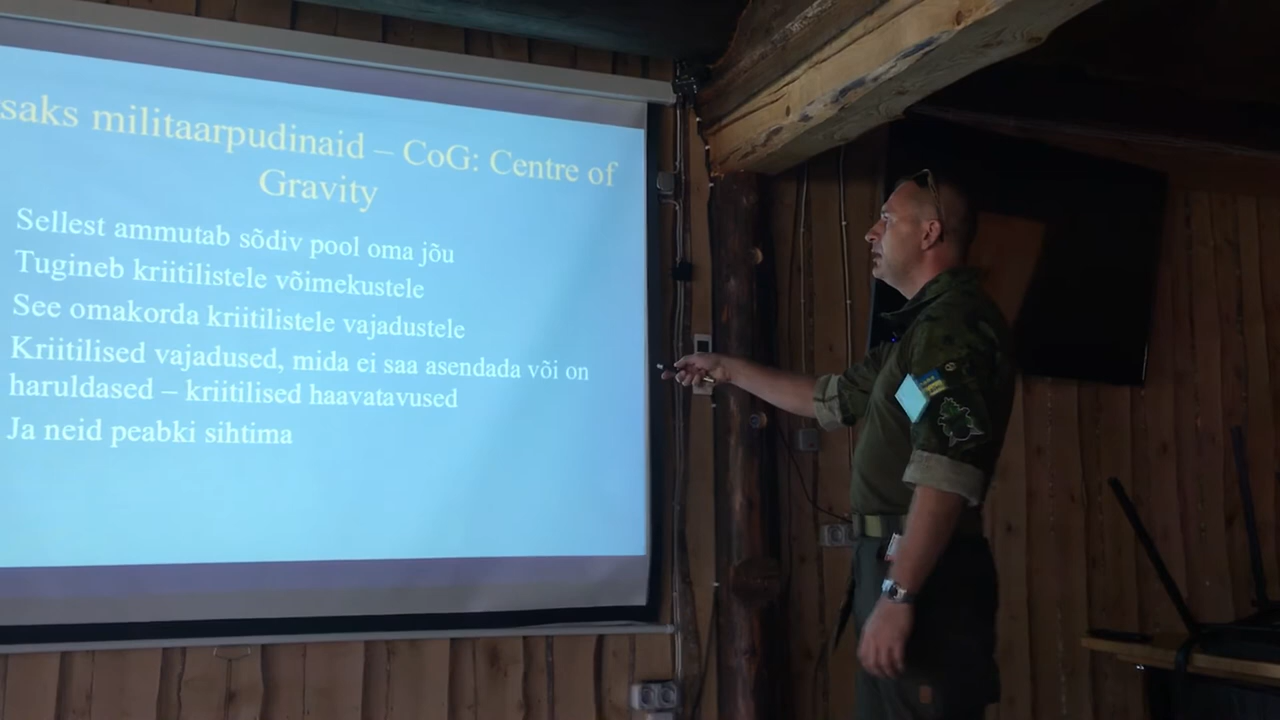 saks militaarpudinaid – CoG: Centre of
Gravity
Sellest ammutab sõdiv pool oma jõu
Tugineb kriitilistele võimekustele
See omakorda kriitilistele vajadustele
Kriitilised vajadused, mida ei saa asendada või on
haruldased – kriitilised haavatavused
Ja neid peabki sihtima